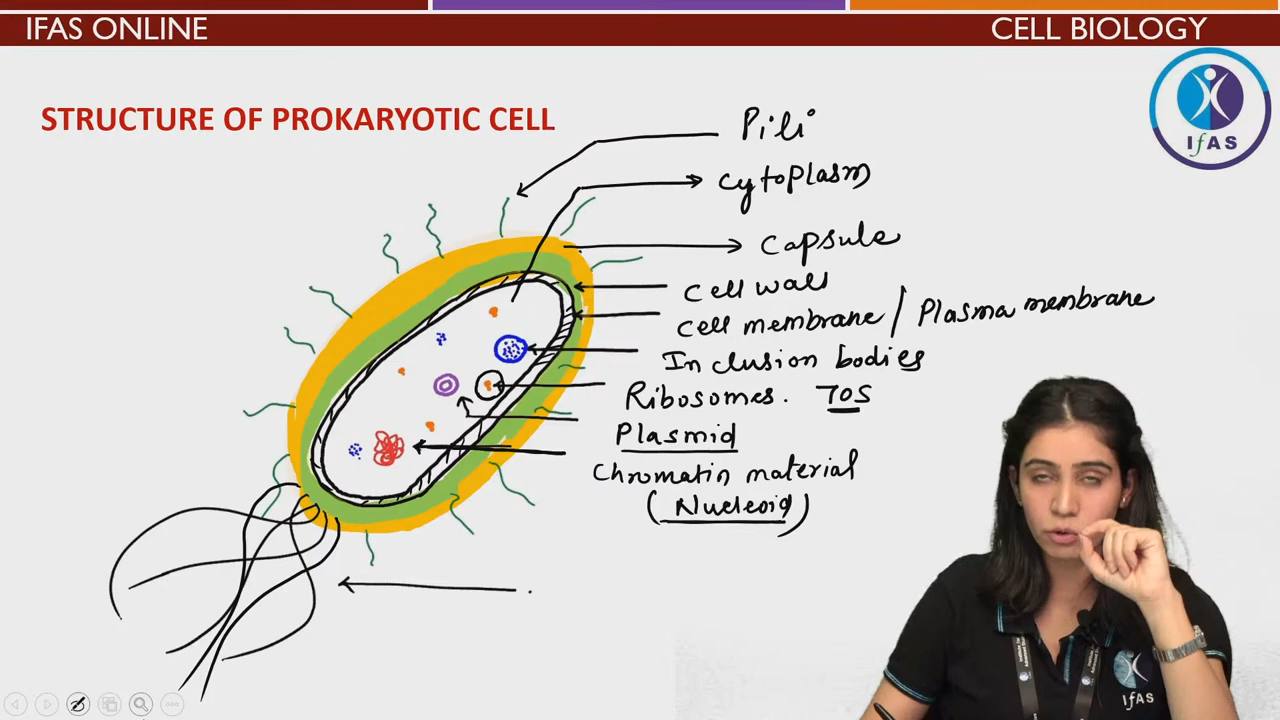 IFAS ONLINE
CELL BIOLOGY
IfAS
STRUCTURE OF PROKARYOTIC CELL
Pili
Cytoplasm
Capsule
Cell wall
Cell membrane / Plasma membrane
Inclusion bodies
Ribosomes. 70S
Plasmid
Chromatin material
(Nucleoid)
IfAS